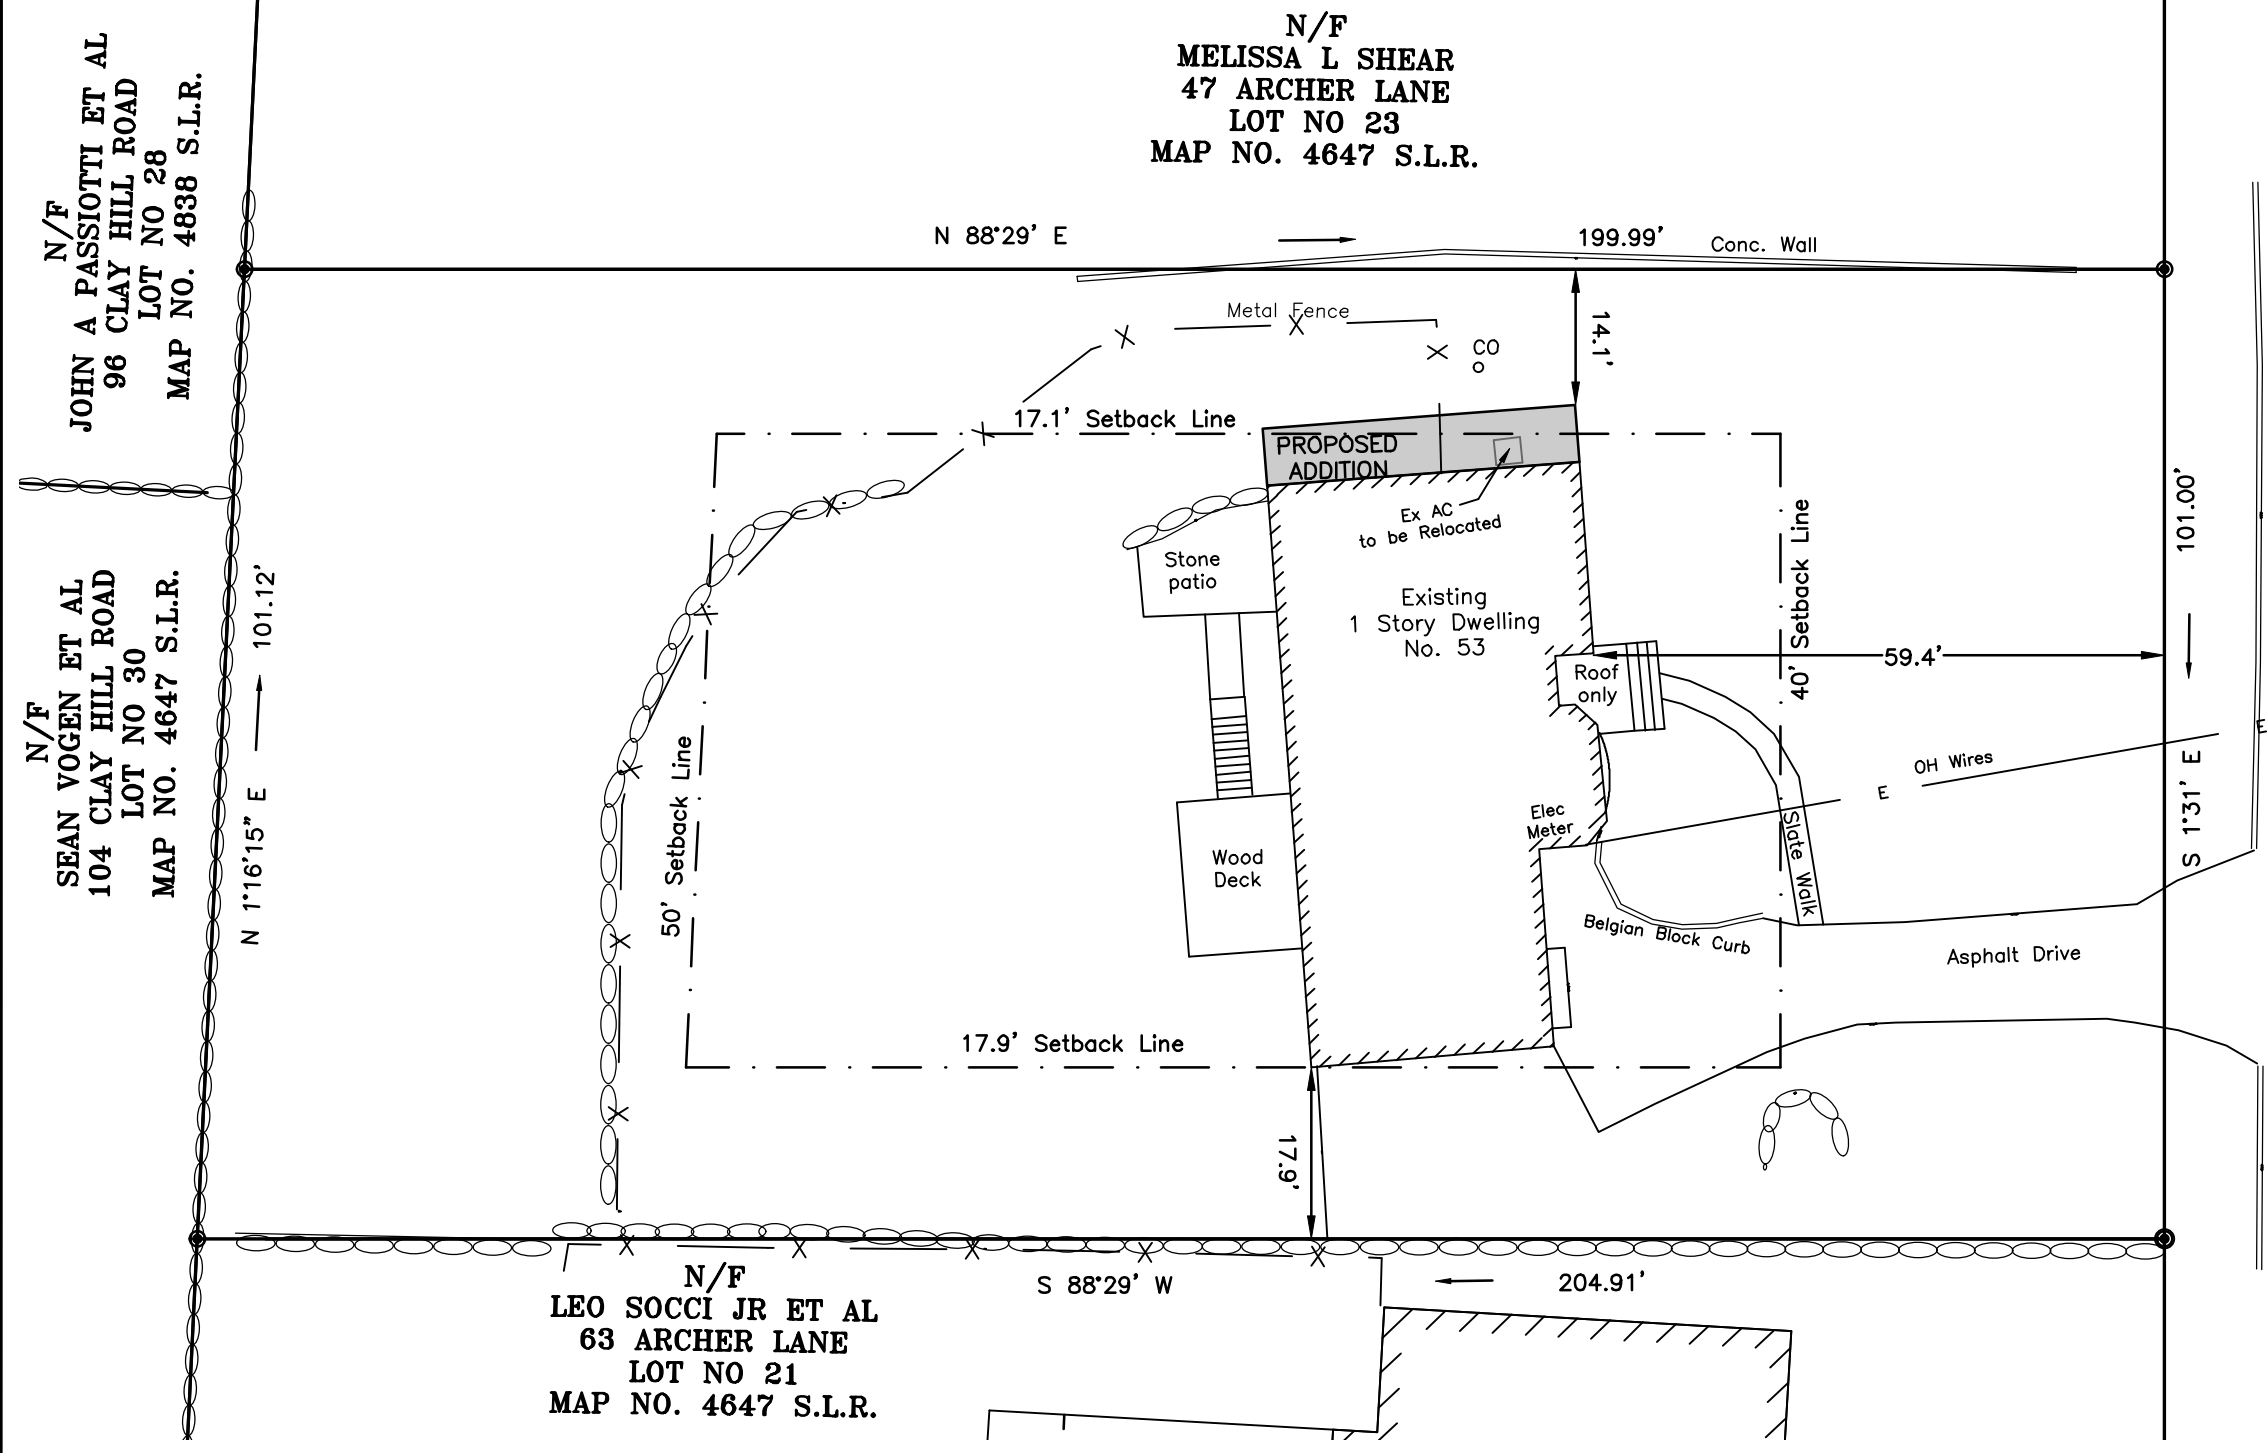 N/F
MELISSA L SHEAR
47 ARCHER LANE
LOT NO 23
MAP NO. 4647 S.L.R.
N/F
JOHN A PASSIOTTI ET AL
96 CLAY HILL ROAD
LOT NO 28
MAP NO. 4838 S.L.R.
N 88°29' E
199.99'
Conc. Wall
Metal Fence
CO
14.1'
17.1' Setback Line
PROPOSED
ADDITION
Ex AC
to be Relocated
Stone
patio
Existing
1 Story Dwelling
No. 53
Roof
only
40' Setback Line
59.4'
101.00'
S 1°31' E
N/F
SEAN VOGEN ET AL
104 CLAY HILL ROAD
LOT NO 30
MAP NO. 4647 S.L.R.
N 1°16'15" E
101.12'
50' Setback Line
Wood
Deck
Elec
Meter
E
OH Wires
E
Slate Walk
Belgian Block Curb
Asphalt Drive
17.9' Setback Line
17.9'
S 88°29' W
204.91'
N/F
LEO SOCCI JR ET AL
63 ARCHER LANE
LOT NO 21
MAP NO. 4647 S.L.R.